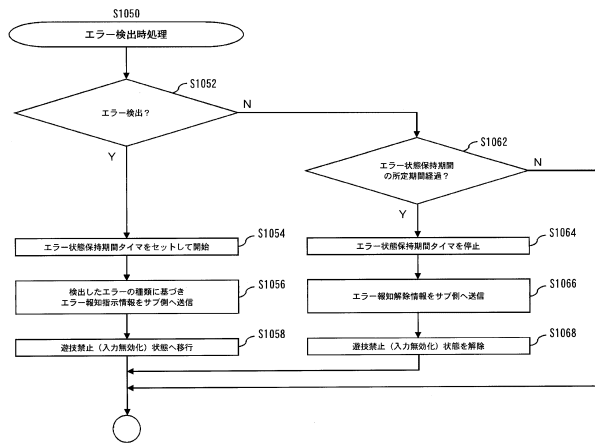 S1050
エラー検出時処理
S1052
エラー検出？
N
Y
S1062
エラー状態保持期間
の所定期間経過？
N
Y
S1054
エラー状態保持期間タイマをセットして開始
S1064
エラー状態保持期間タイマを停止
S1056
検出したエラーの種類に基づき
エラー報知指示情報をサブ側へ送信
S1066
エラー報知解除情報をサブ側へ送信
S1058
遊技禁止（入力無効化）状態へ移行
S1068
遊技禁止（入力無効化）状態を解除